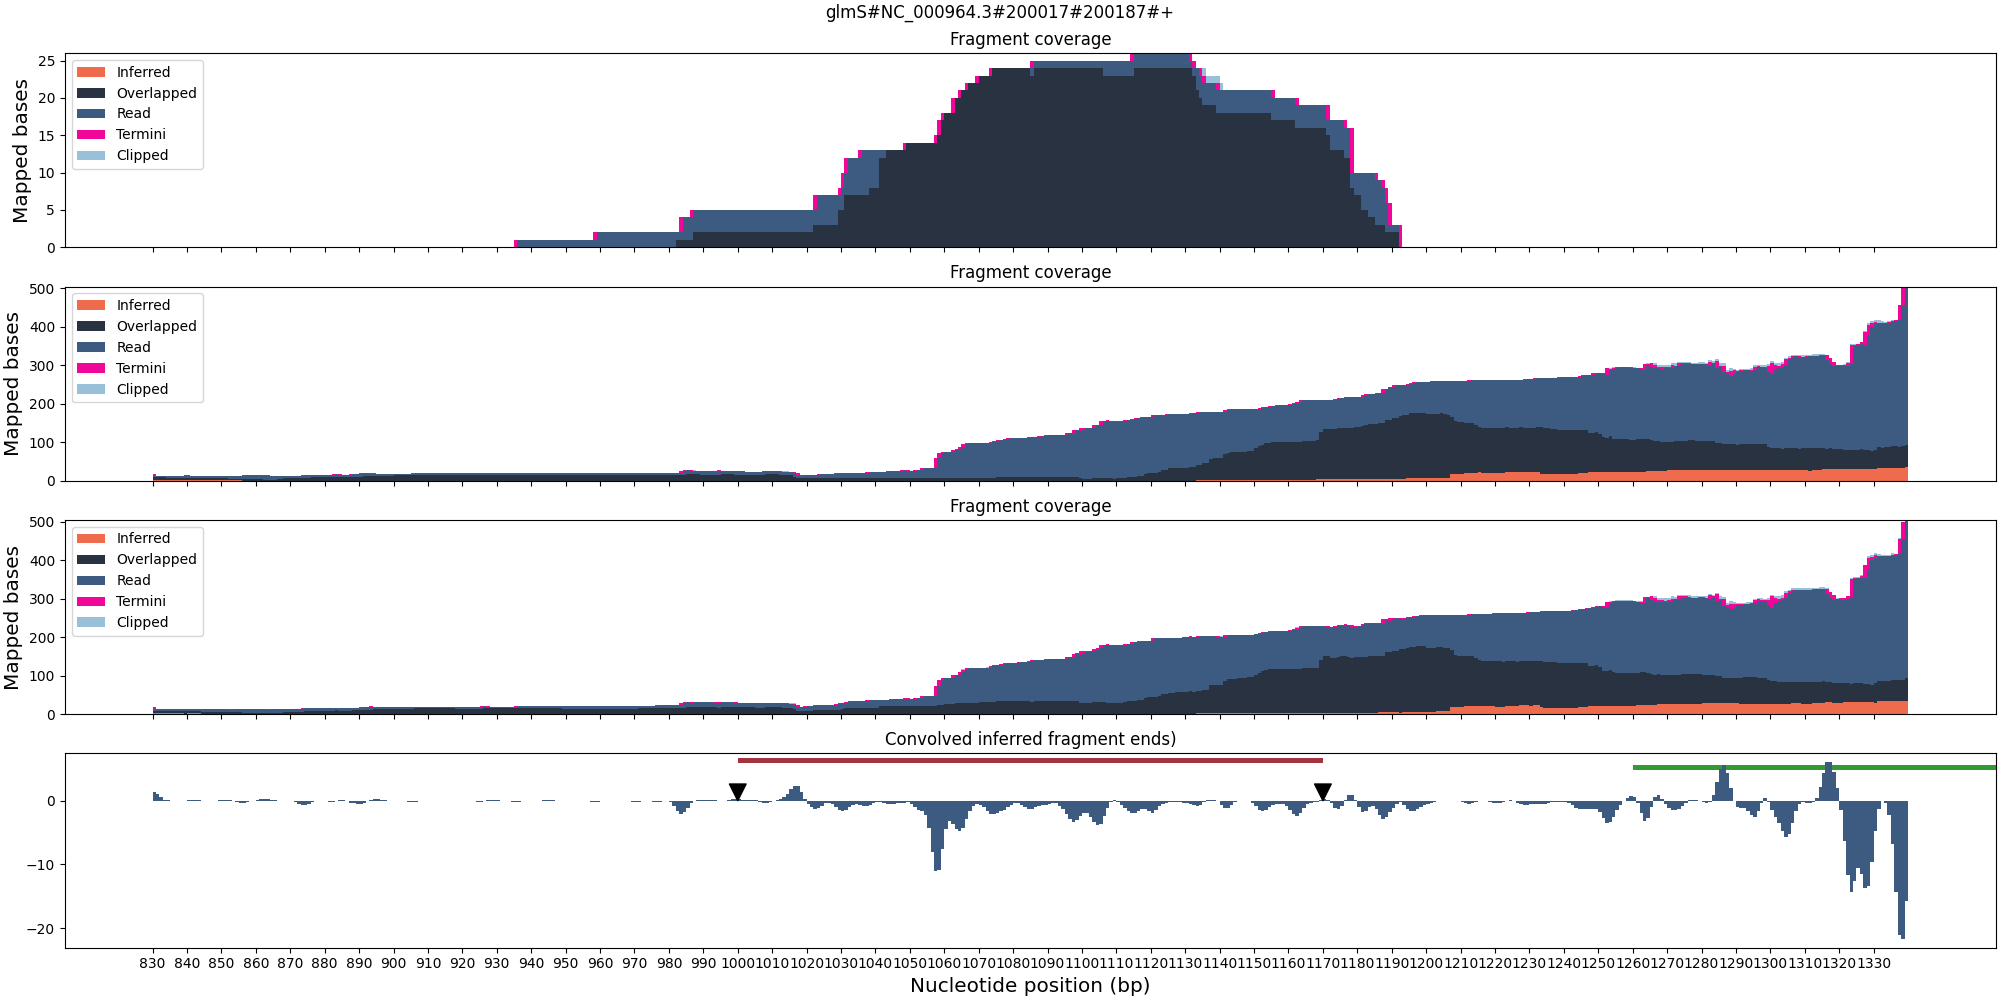 glmS#NC_000964.3#200017#200187#+
Fragment coverage
Mapped bases
25
20
15
10
5
0
Inferred
Overlapped
Read
Termini
Clipped
Fragment coverage
Mapped bases
500
400
300
200
100
0
Inferred
Overlapped
Read
Termini
Clipped
Fragment coverage
Mapped bases
500
400
300
200
100
0
Inferred
Overlapped
Read
Termini
Clipped
Convolved inferred fragment ends)
0
−10
−20
830 840 850 860 870 880 890 900 910 920 930 940 950 960 970 980 990 1000 1010 1020 1030 1040 1050 1060 1070 1080 1090 1100 1110 1120 1130 1140 1150 1160 1170 1180 1190 1200 1210 1220 1230 1240 1250 1260 1270 1280 1290 1300 1310 1320 1330
Nucleotide position (bp)